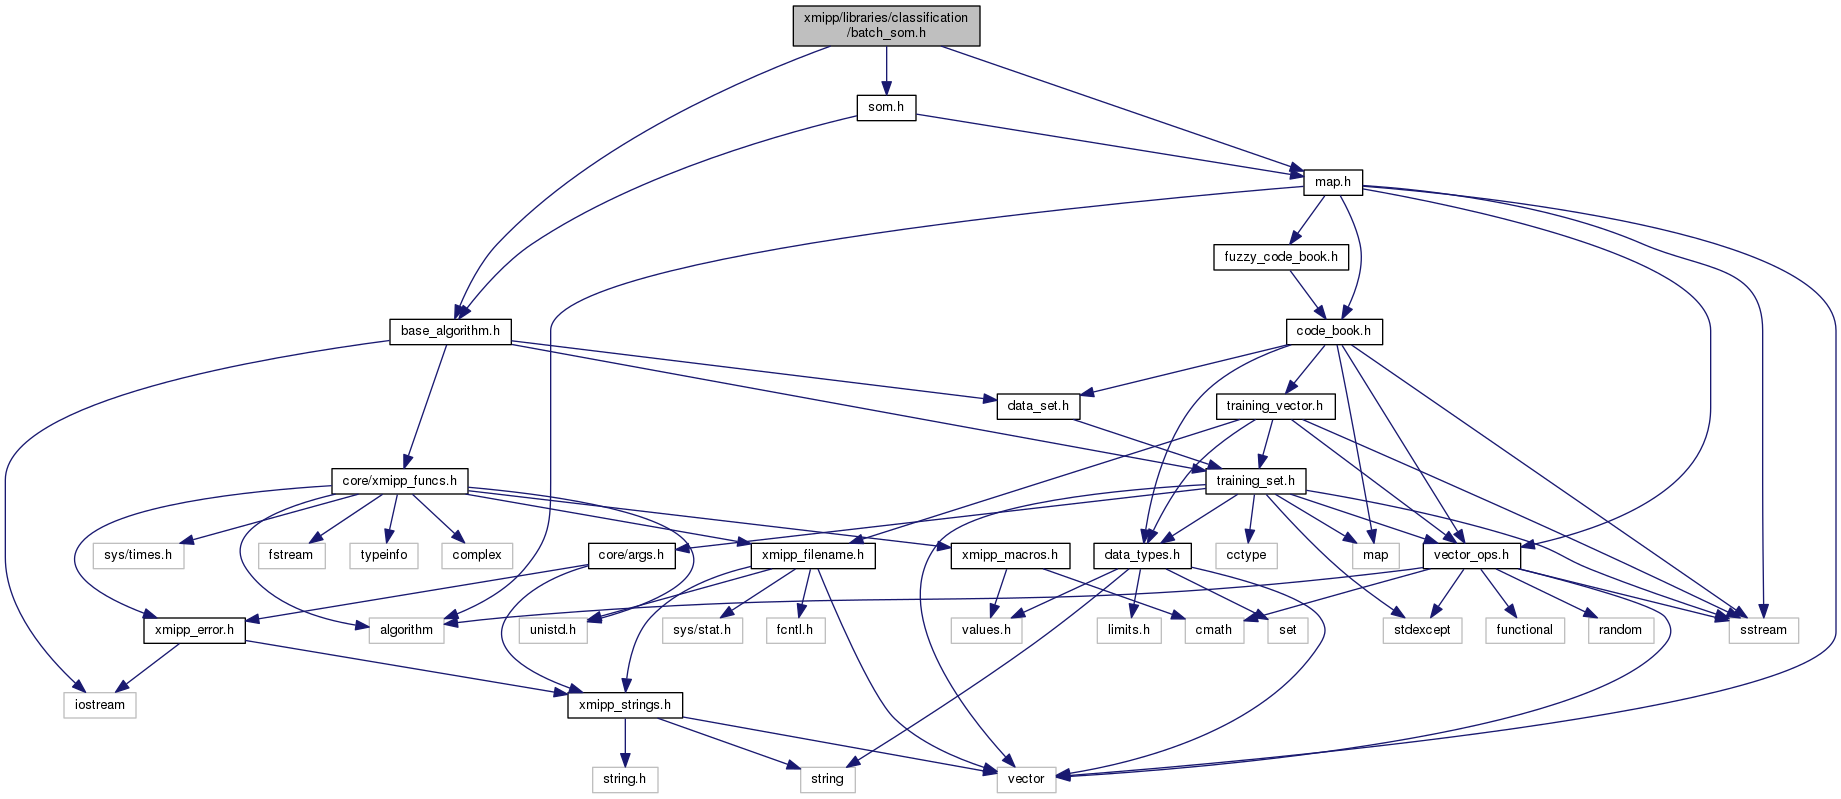 xmipp/libraries/classification
/batch_som.h
som.h
map.h
fuzzy_code_book.h
base_algorithm.h
code_book.h
data_set.h
training_vector.h
core/xmipp_funcs.h
training_set.h
sys/times.h
fstream
typeinfo
complex
core/args.h
xmipp_filename.h
xmipp_macros.h
data_types.h
cctype
map
vector_ops.h
xmipp_error.h
algorithm
unistd.h
sys/stat.h
fcntl.h
values.h
limits.h
cmath
set
stdexcept
functional
random
sstream
iostream
xmipp_strings.h
string.h
string
vector